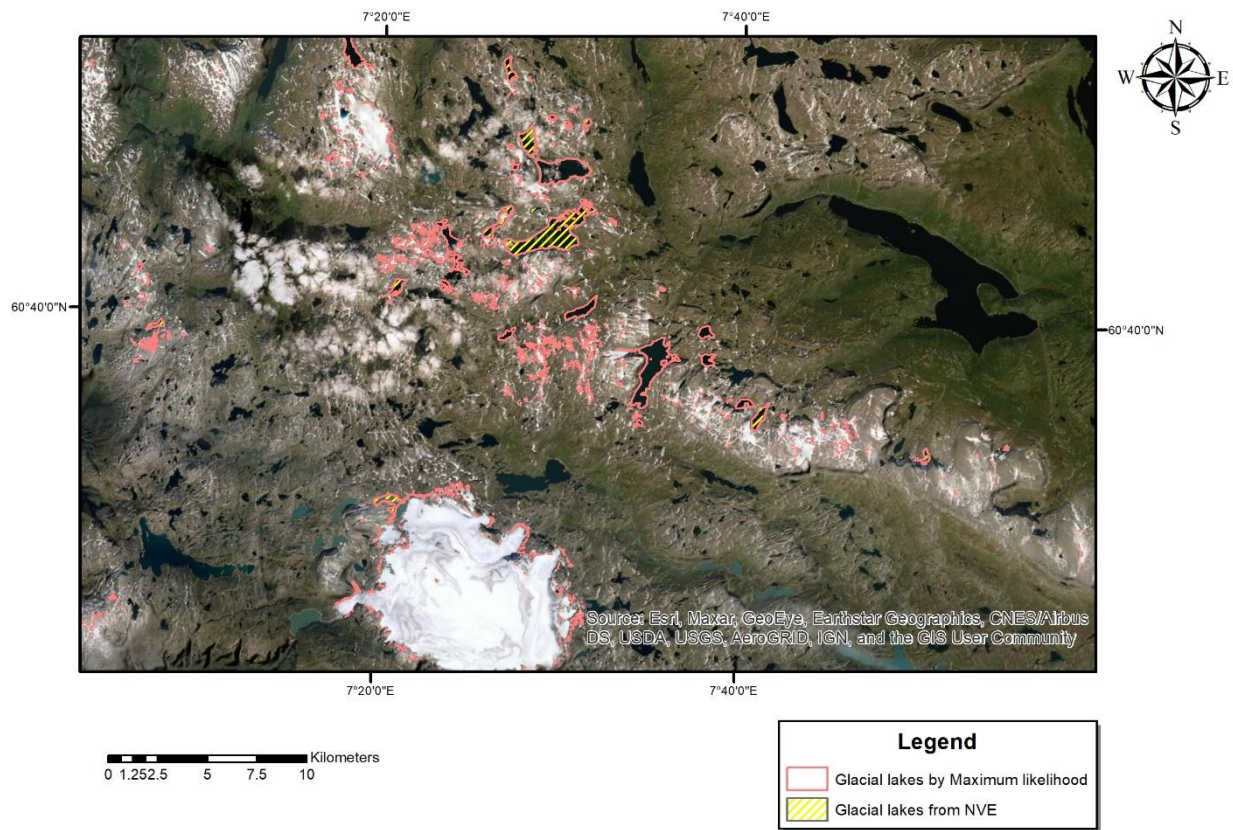 7°20'0"E 7°40'0"E
N
W E
S
60°40'0"N
60°40'0"N
Source: Esri, Maxar, GeoEye, Earthstar Geographics, CNES/Airbus
DS, USDA, USGS, AeroGRID, IGN, and the GIS User Community
7°20'0"E 7°40'0"E
Kilometers
0 1.252.5 5 7.5 10
Legend
Glacial lakes by Maximum likelihood
Glacial lakes from NVE